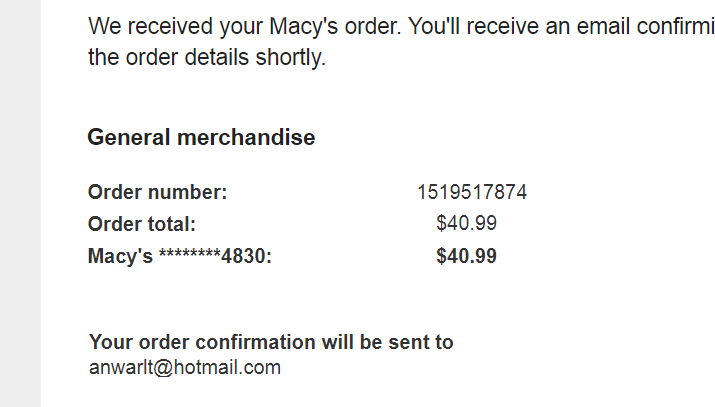 We received your Macy's order. You'll receive an email confirmi
the order details shortly.
General merchandise
Order number: 1519517874
Order total: $40.99
Macy's ********4830: $40.99
Your order confirmation will be sent to
anwarlt@hotmail.com